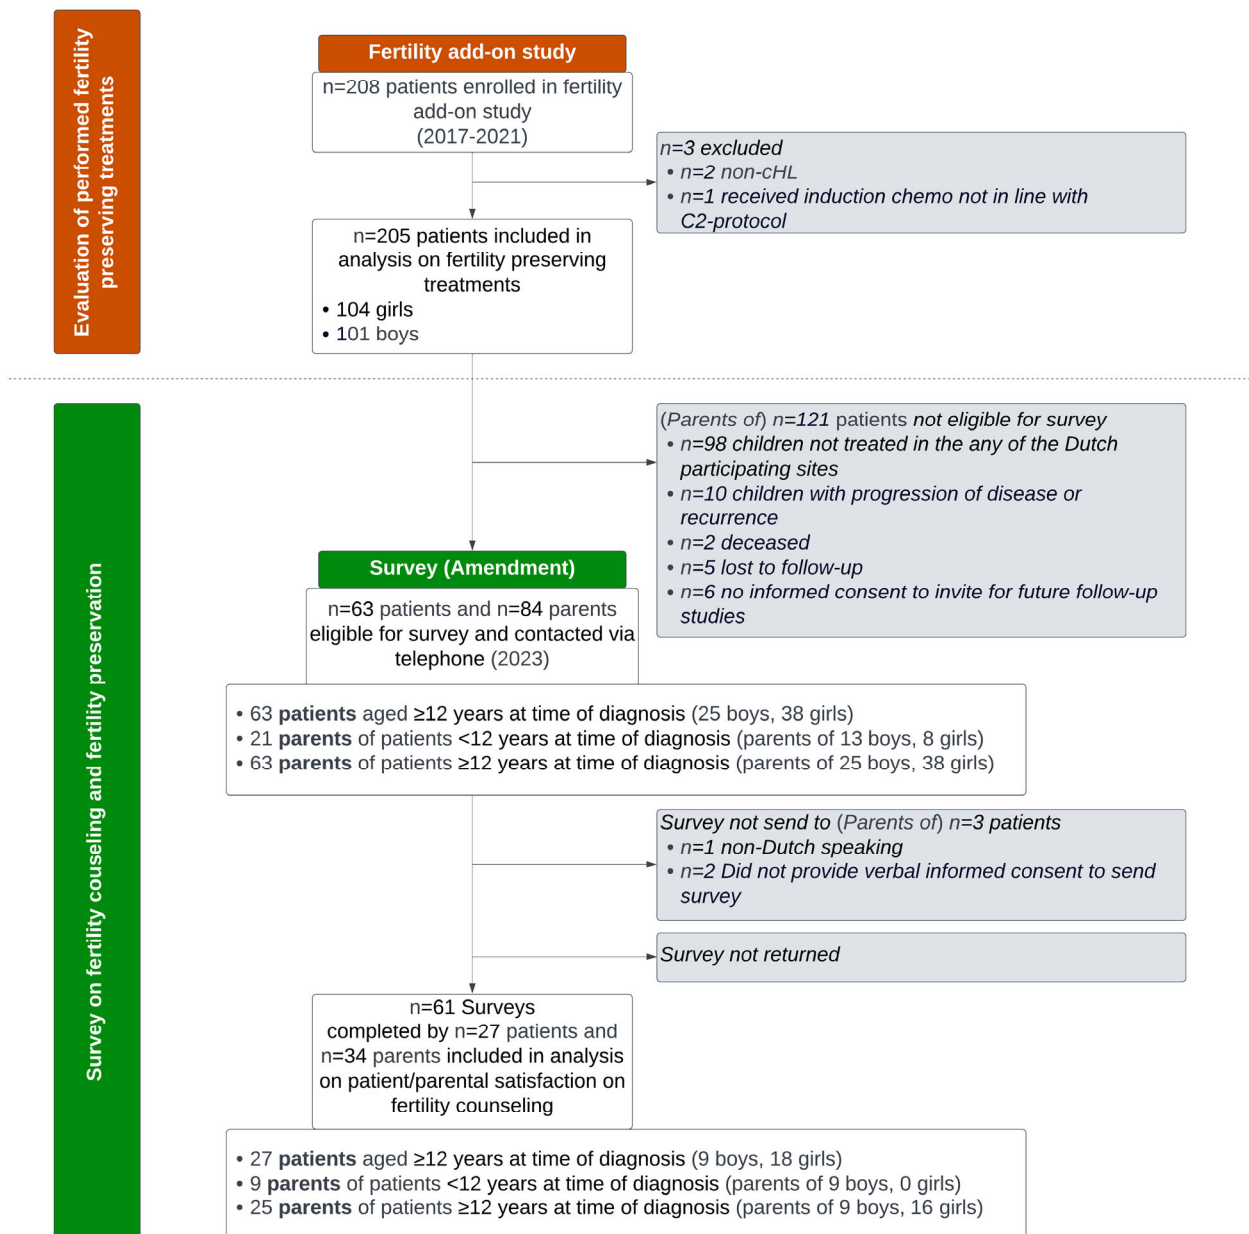 Evaluation of performed fertility
preserving treatments
Fertility add-on study
n=208 patients enrolled in fertility
add-on study
(2017-2021)
n=3 excluded
• n=2 non-cHL
• n=1 received induction chemo not in line with
C2-protocol
n=205 patients included in
analysis on fertility preserving
treatments
• 104 girls
• 101 boys
Survey on fertility couseling and fertility preservation
(Parents of) n=121 patients not eligible for survey
• n=98 children not treated in the any of the Dutch
participating sites
• n=10 children with progression of disease or
recurrence
• n=2 deceased
• n=5 lost to follow-up
• n=6 no informed consent to invite for future follow-up
studies
Survey (Amendment)
n=63 patients and n=84 parents
eligible for survey and contacted via
telephone (2023)
• 63 patients aged ≥12 years at time of diagnosis (25 boys, 38 girls)
• 21 parents of patients <12 years at time of diagnosis (parents of 13 boys, 8 girls)
• 63 parents of patients ≥12 years at time of diagnosis (parents of 25 boys, 38 girls)
Survey not send to (Parents of) n=3 patients
• n=1 non-Dutch speaking
• n=2 Did not provide verbal informed consent to send
survey
Survey not returned
n=61 Surveys
completed by n=27 patients and
n=34 parents included in analysis
on patient/parental satisfaction on
fertility counseling
• 27 patients aged ≥12 years at time of diagnosis (9 boys, 18 girls)
• 9 parents of patients <12 years at time of diagnosis (parents of 9 boys, 0 girls)
• 25 parents of patients ≥12 years at time of diagnosis (parents of 9 boys, 16 girls)